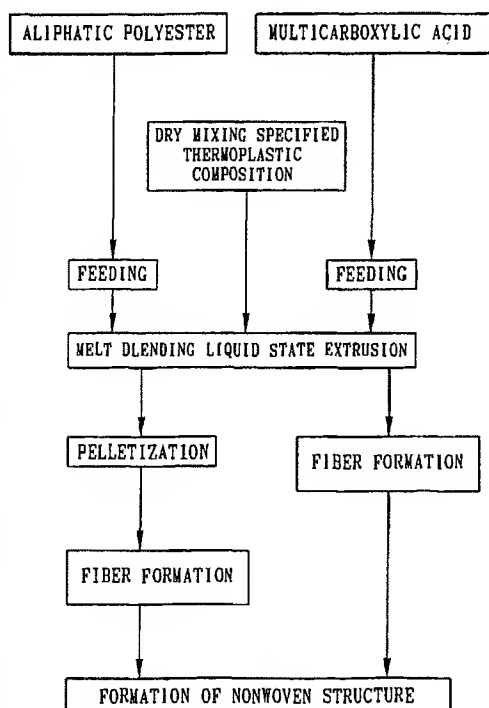 ALIPHATIC POLYESTER
MULTICARBOXYLIC ACID
DRY MIXING SPECIFIED
THERMOPLASTIC
COMPOSITION
FEEDING
FEEDING
MELT DLENDING LIQUID STATE EXTRUSION
PELLETIZATION
FIBER FORMATION
FIBER FORMATION
FORMATION OF NONWOVEN STRUCTURE